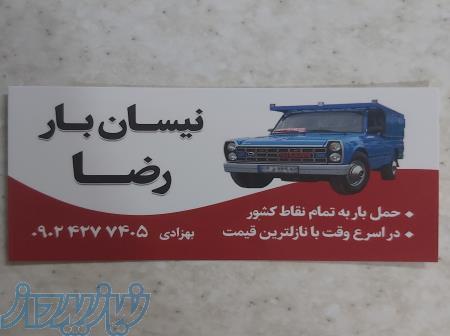 نیسان بار
رضا
حمل بار به تمام نقاط کشور
در اسرع وقت با نازلترین قیمت
بهزادی ۰۹۰۲ ۴۲۷ ۷۴۰۵
نیازپرداز